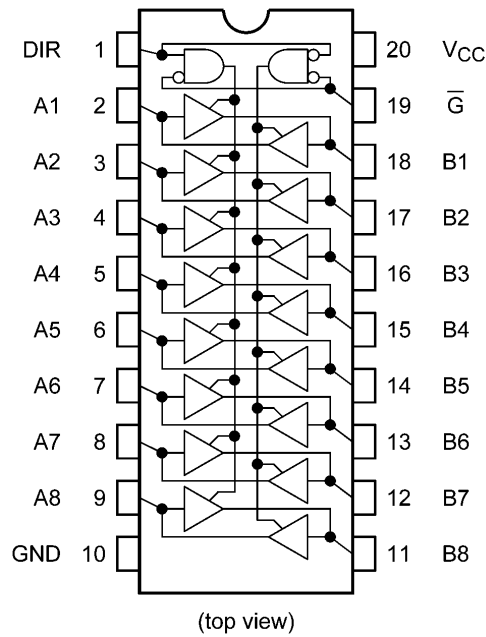 DIR 1 20 VCC
A1 2 19 G̅
A2 3 18 B1
A3 4 17 B2
A4 5 16 B3
A5 6 15 B4
A6 7 14 B5
A7 8 13 B6
A8 9 12 B7
GND 10 11 B8
(top view)